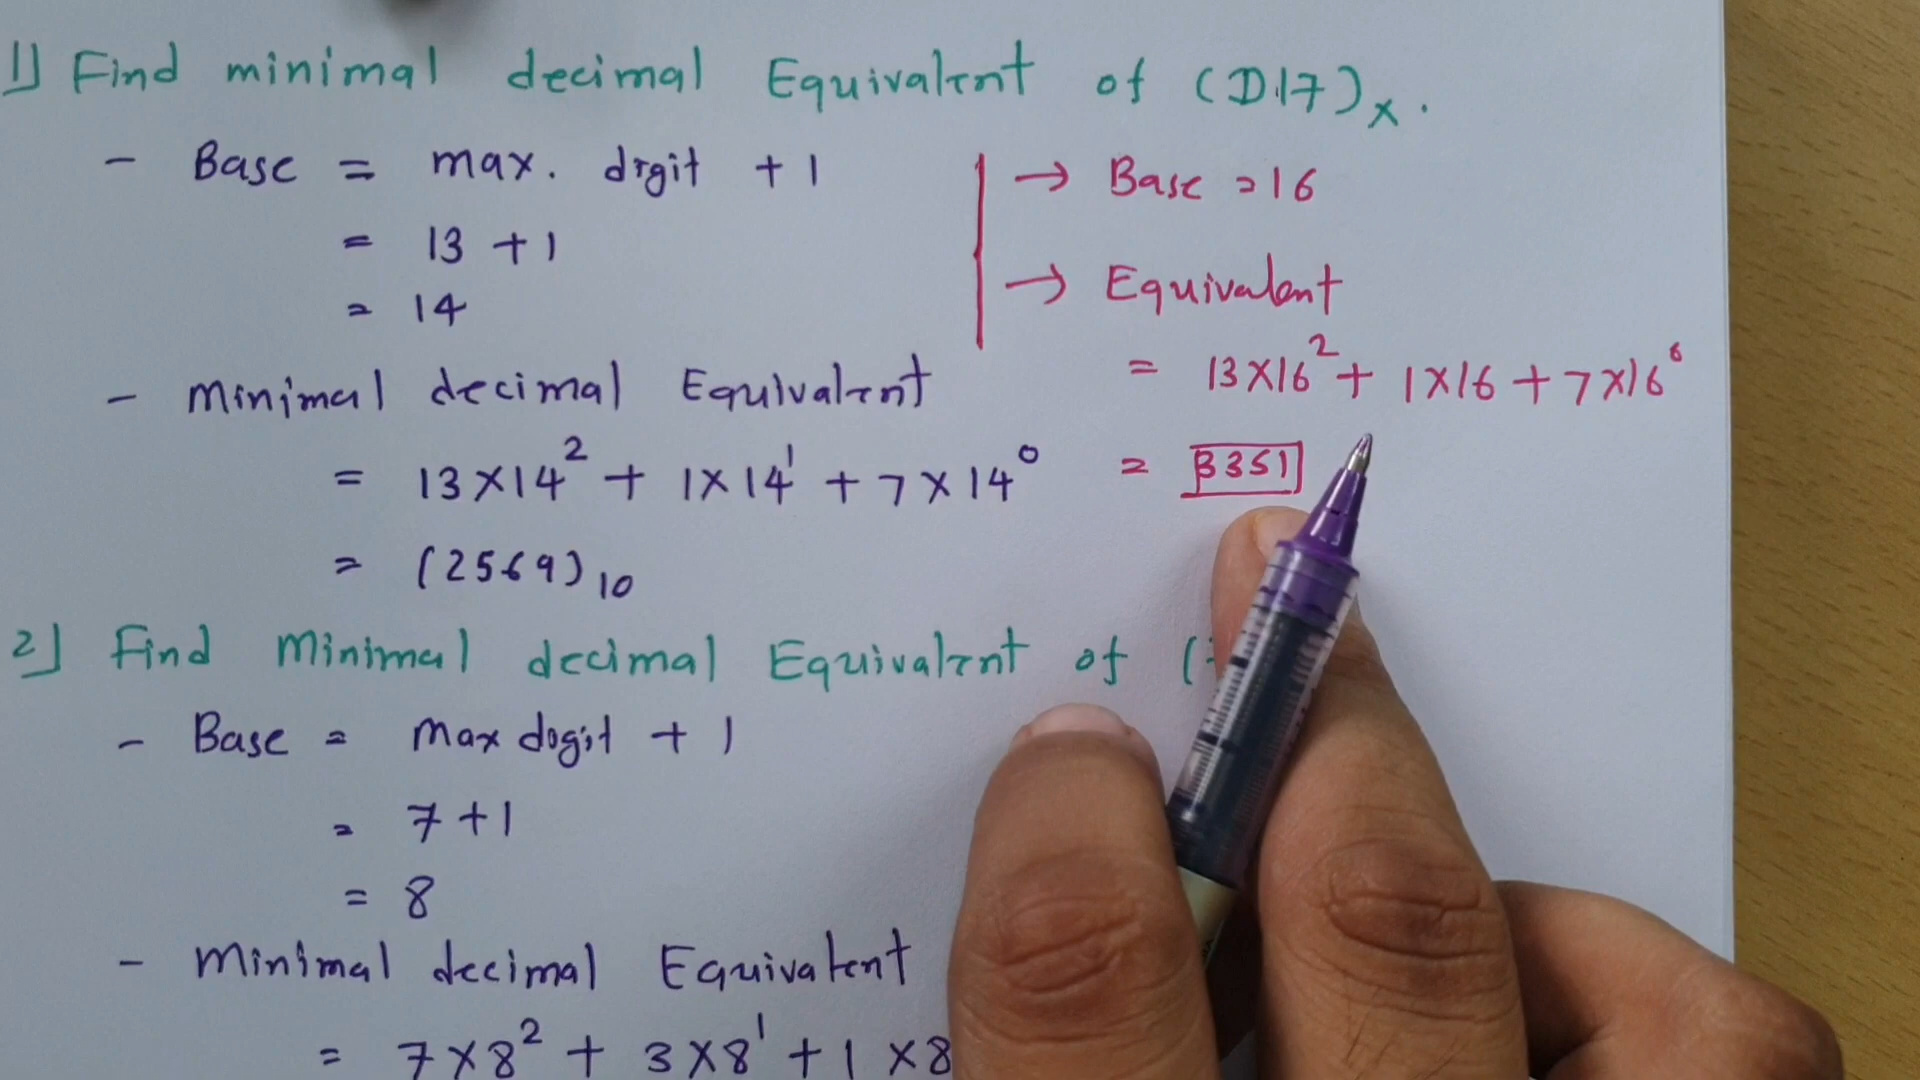 1] Find minimal decimal Equivalent of (D17)x.
- Base = max. digit + 1
= 13 + 1
= 14
- Minimal decimal Equivalent
= 13×14² + 1×14¹ + 7×14⁰
= (2569)₁₀
→ Base = 16
→ Equivalent
= 13×16² + 1×16 + 7×16⁰
= 3351
2] Find Minimal decimal Equivalent of (
- Base = max dogit + 1
= 7+1
= 8
- Minimal decimal Equivalent
= 7×8² + 3×8¹ + 1×8